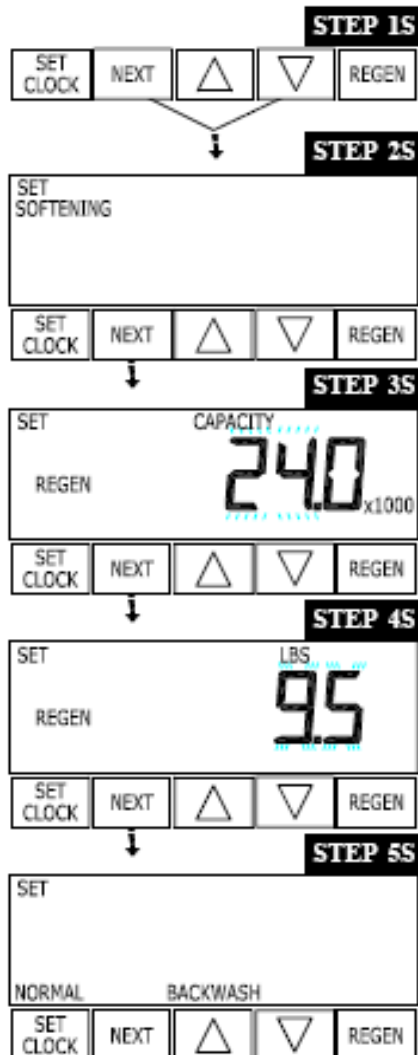 STEP 1S
SET CLOCK NEXT REGEN
STEP 2S
SET
SOFTENING
SET CLOCK NEXT REGEN
STEP 3S
SET CAPACITY
REGEN 24.0 x1000
SET CLOCK NEXT REGEN
STEP 4S
SET LBS
REGEN 9.5
SET CLOCK NEXT REGEN
STEP 5S
SET
NORMAL BACKWASH
SET CLOCK NEXT REGEN